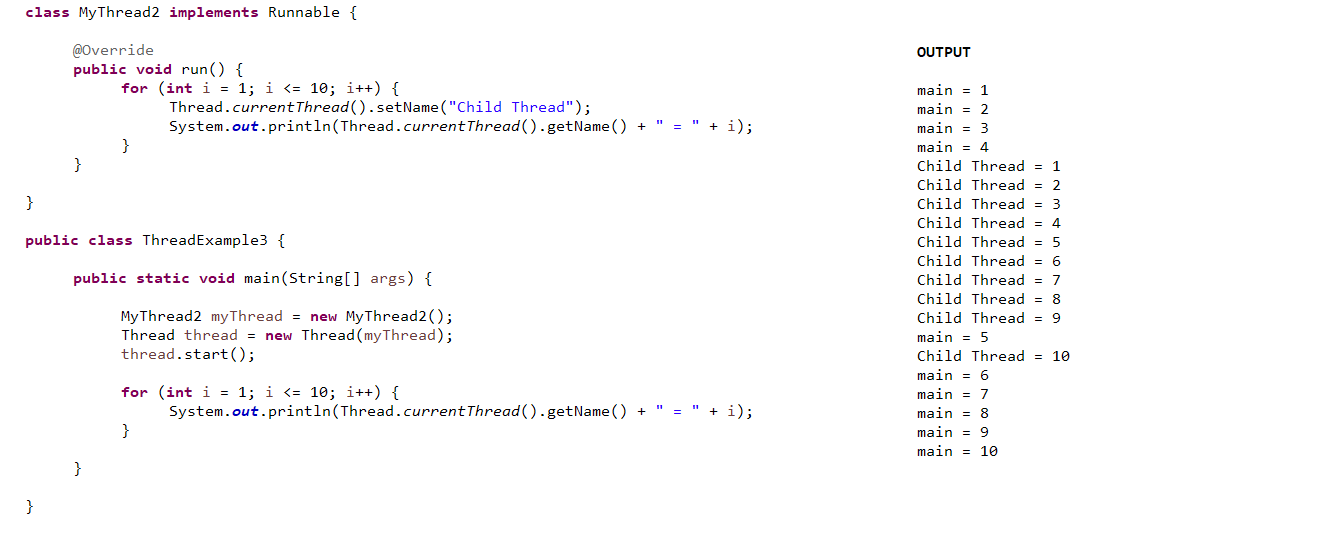 class MyThread2 implements Runnable {
@Override
public void run() {
for (int i = 1; i <= 10; i++) {
Thread.currentThread().setName("Child Thread");
System.out.println(Thread.currentThread().getName() + " = " + i);
}
}
}
public class ThreadExample3 {
public static void main(String[] args) {
MyThread2 myThread = new MyThread2();
Thread thread = new Thread(myThread);
thread.start();
for (int i = 1; i <= 10; i++) {
System.out.println(Thread.currentThread().getName() + " = " + i);
}
}
}
OUTPUT
main = 1
main = 2
main = 3
main = 4
Child Thread = 1
Child Thread = 2
Child Thread = 3
Child Thread = 4
Child Thread = 5
Child Thread = 6
Child Thread = 7
Child Thread = 8
Child Thread = 9
main = 5
Child Thread = 10
main = 6
main = 7
main = 8
main = 9
main = 10